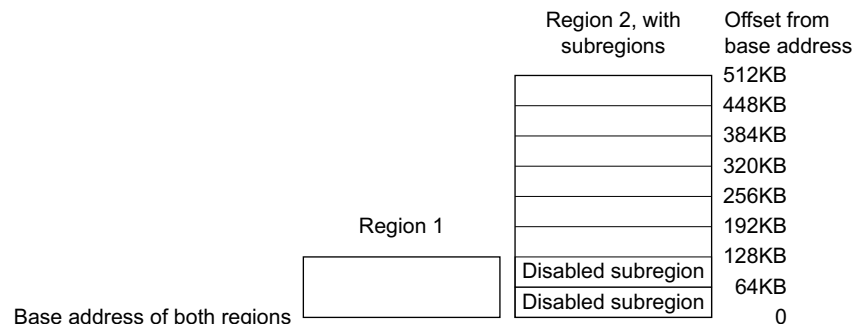 Region 2, with
subregions
Offset from
base address
512KB
448KB
384KB
320KB
256KB
192KB
Region 1
128KB
Disabled subregion
64KB
Disabled subregion
Base address of both regions
0